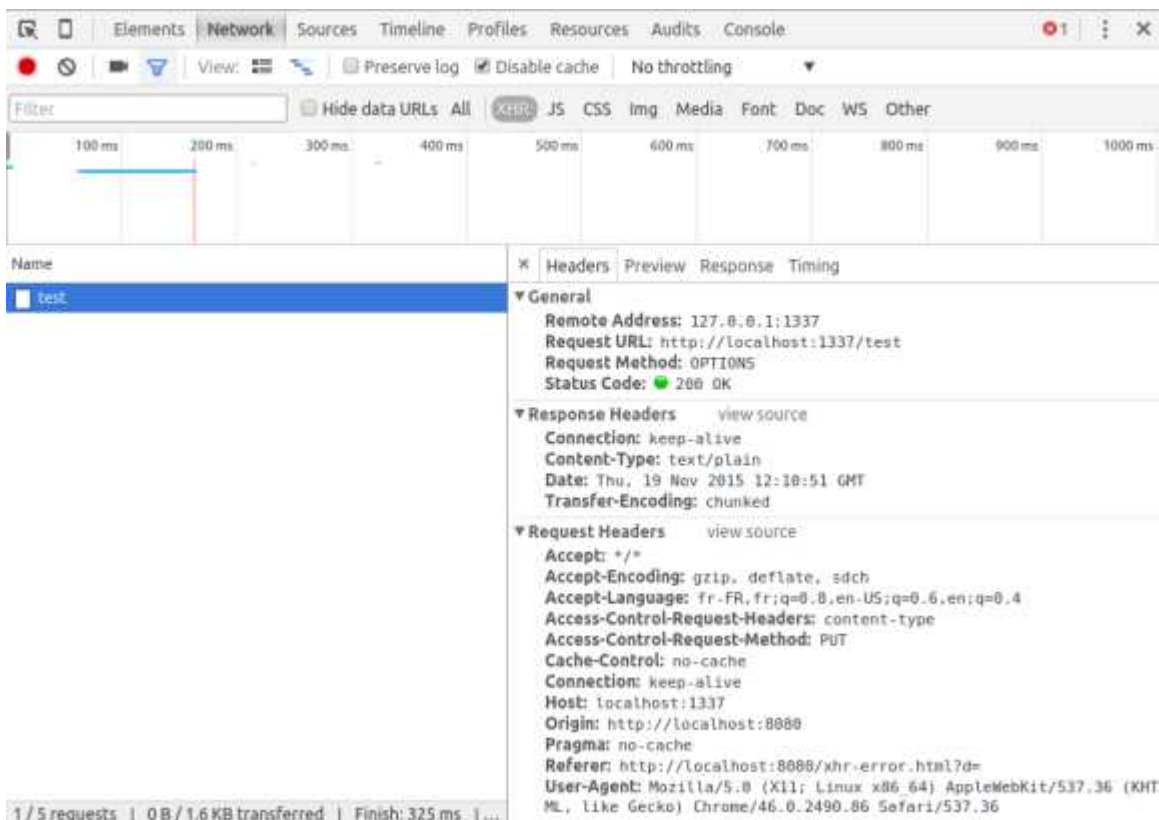 Elements Network Sources Timeline Profiles Resources Audits Console 1
View: Preserve log Disable cache No throttling
Filter Hide data URLs All XHR JS CSS Img Media Font Doc WS Other
100 ms 200 ms 300 ms 400 ms 500 ms 600 ms 700 ms 800 ms 900 ms 1000 ms
Name
test
1 / 5 requests | 0 B / 1.6 KB transferred | Finish: 325 ms | ...
× Headers Preview Response Timing
▼ General
Remote Address: 127.0.0.1:1337
Request URL: http://localhost:1337/test
Request Method: OPTIONS
Status Code: 200 OK
▼ Response Headers view source
Connection: keep-alive
Content-Type: text/plain
Date: Thu, 19 Nov 2015 12:10:51 GMT
Transfer-Encoding: chunked
▼ Request Headers view source
Accept: */*
Accept-Encoding: gzip, deflate, sdch
Accept-Language: fr-FR,fr;q=0.8,en-US;q=0.6,en;q=0.4
Access-Control-Request-Headers: content-type
Access-Control-Request-Method: PUT
Cache-Control: no-cache
Connection: keep-alive
Host: localhost:1337
Origin: http://localhost:8080
Pragma: no-cache
Referer: http://localhost:8080/xhr-error.html?d=
User-Agent: Mozilla/5.0 (X11; Linux x86_64) AppleWebKit/537.36 (KHT
ML, like Gecko) Chrome/46.0.2490.86 Safari/537.36